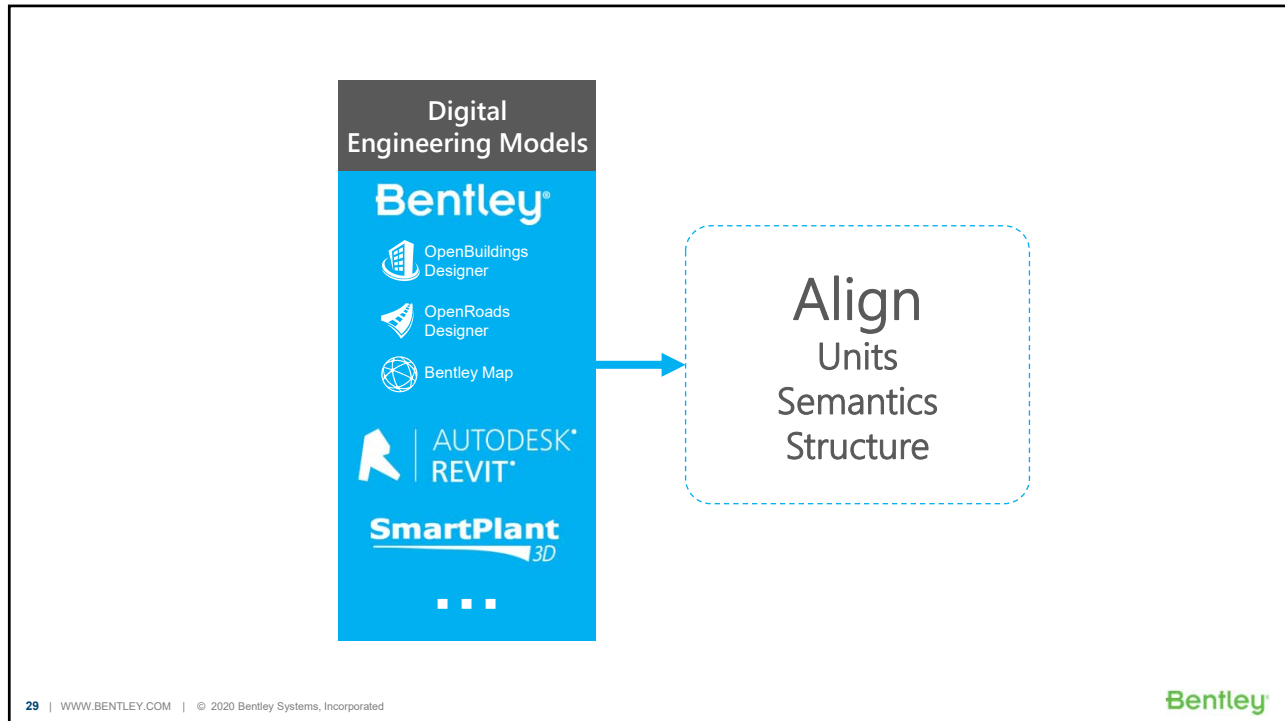 Digital
Engineering Models
Bentley®
OpenBuildings
Designer
OpenRoads
Designer
Bentley Map
AUTODESK®
REVIT®
SmartPlant
3D
...
Align
Units
Semantics
Structure
29 | WWW.BENTLEY.COM | © 2020 Bentley Systems, Incorporated
Bentley®